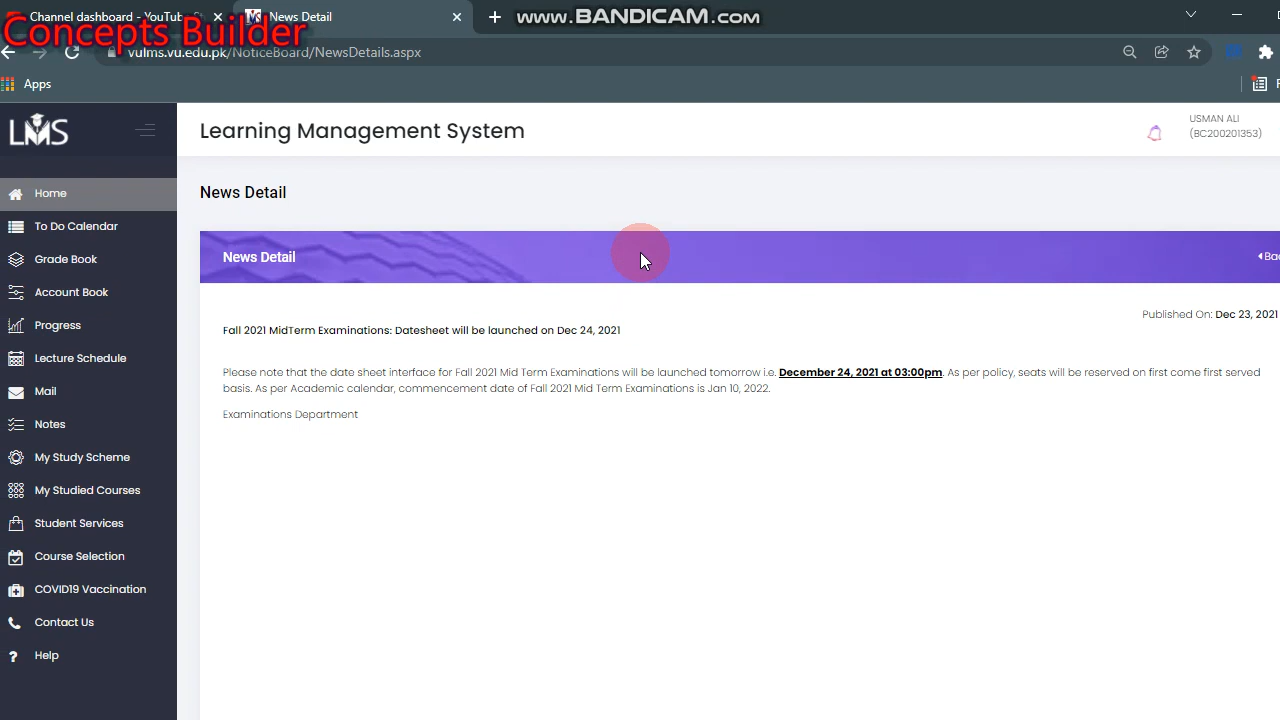 Channel dashboard - YouTube
News Detail
WWW.BANDICAM.COM
Concepts Builder
vulms.vu.edu.pk/NoticeBoard/NewsDetails.aspx
Apps
LMS
Learning Management System
USMAN ALI
(BC200201353)
Home
News Detail
To Do Calendar
News Detail
Bac
Grade Book
Account Book
Published On: Dec 23, 2021
Progress
Fall 2021 MidTerm Examinations: Datesheet will be launched on Dec 24, 2021
Lecture Schedule
Please note that the date sheet interface for Fall 2021 Mid Term Examinations will be launched tomorrow i.e. December 24, 2021 at 03:00pm. As per policy, seats will be reserved on first come first served
basis. As per Academic calendar, commencement date of Fall 2021 Mid Term Examinations is Jan 10, 2022.
Mail
Examinations Department
Notes
My Study Scheme
My Studied Courses
Student Services
Course Selection
COVID19 Vaccination
Contact Us
Help